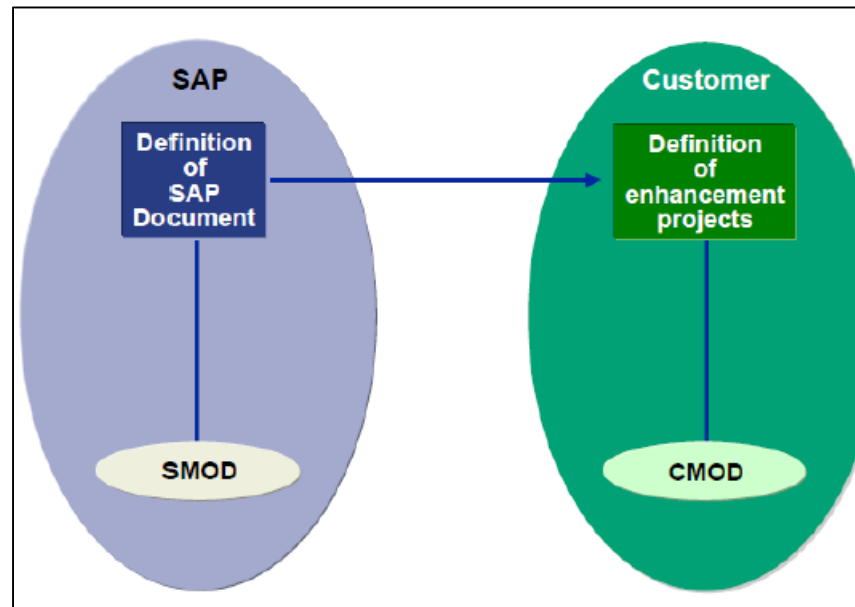 SAP
Definition
of
SAP
Document
SMOD
Customer
Definition
of
enhancement
projects
CMOD